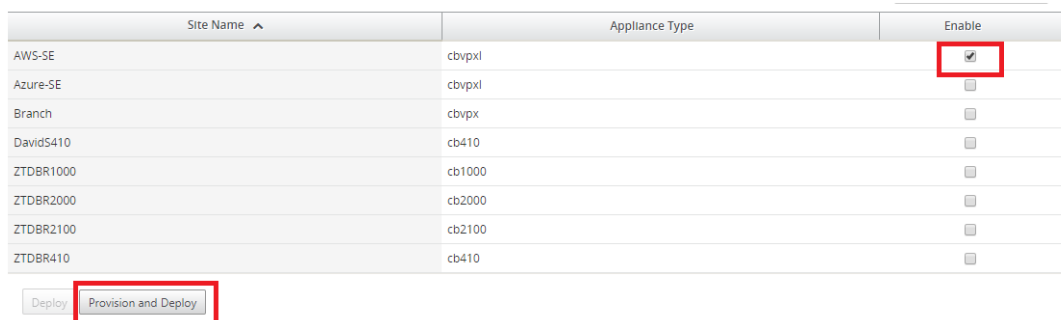 Site Name Appliance Type Enable
AWS-SE cbvpxl
Azure-SE cbvpxl
Branch cbvpx
DavidS410 cb410
ZTDBR1000 cb1000
ZTDBR2000 cb2000
ZTDBR2100 cb2100
ZTDBR410 cb410
Deploy Provision and Deploy